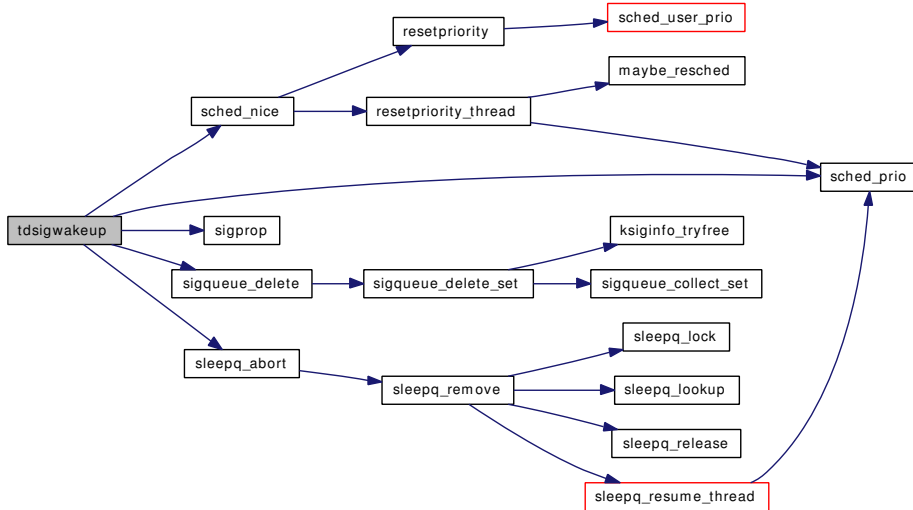 sched_user_prio
resetpriority
maybe_resched
sched_nice
resetpriority_thread
sched_prio
tdsigwakeup
sigprop
ksiginfo_tryfree
sigqueue_delete
sigqueue_delete_set
sigqueue_collect_set
sleepq_lock
sleepq_abort
sleepq_remove
sleepq_lookup
sleepq_release
sleepq_resume_thread